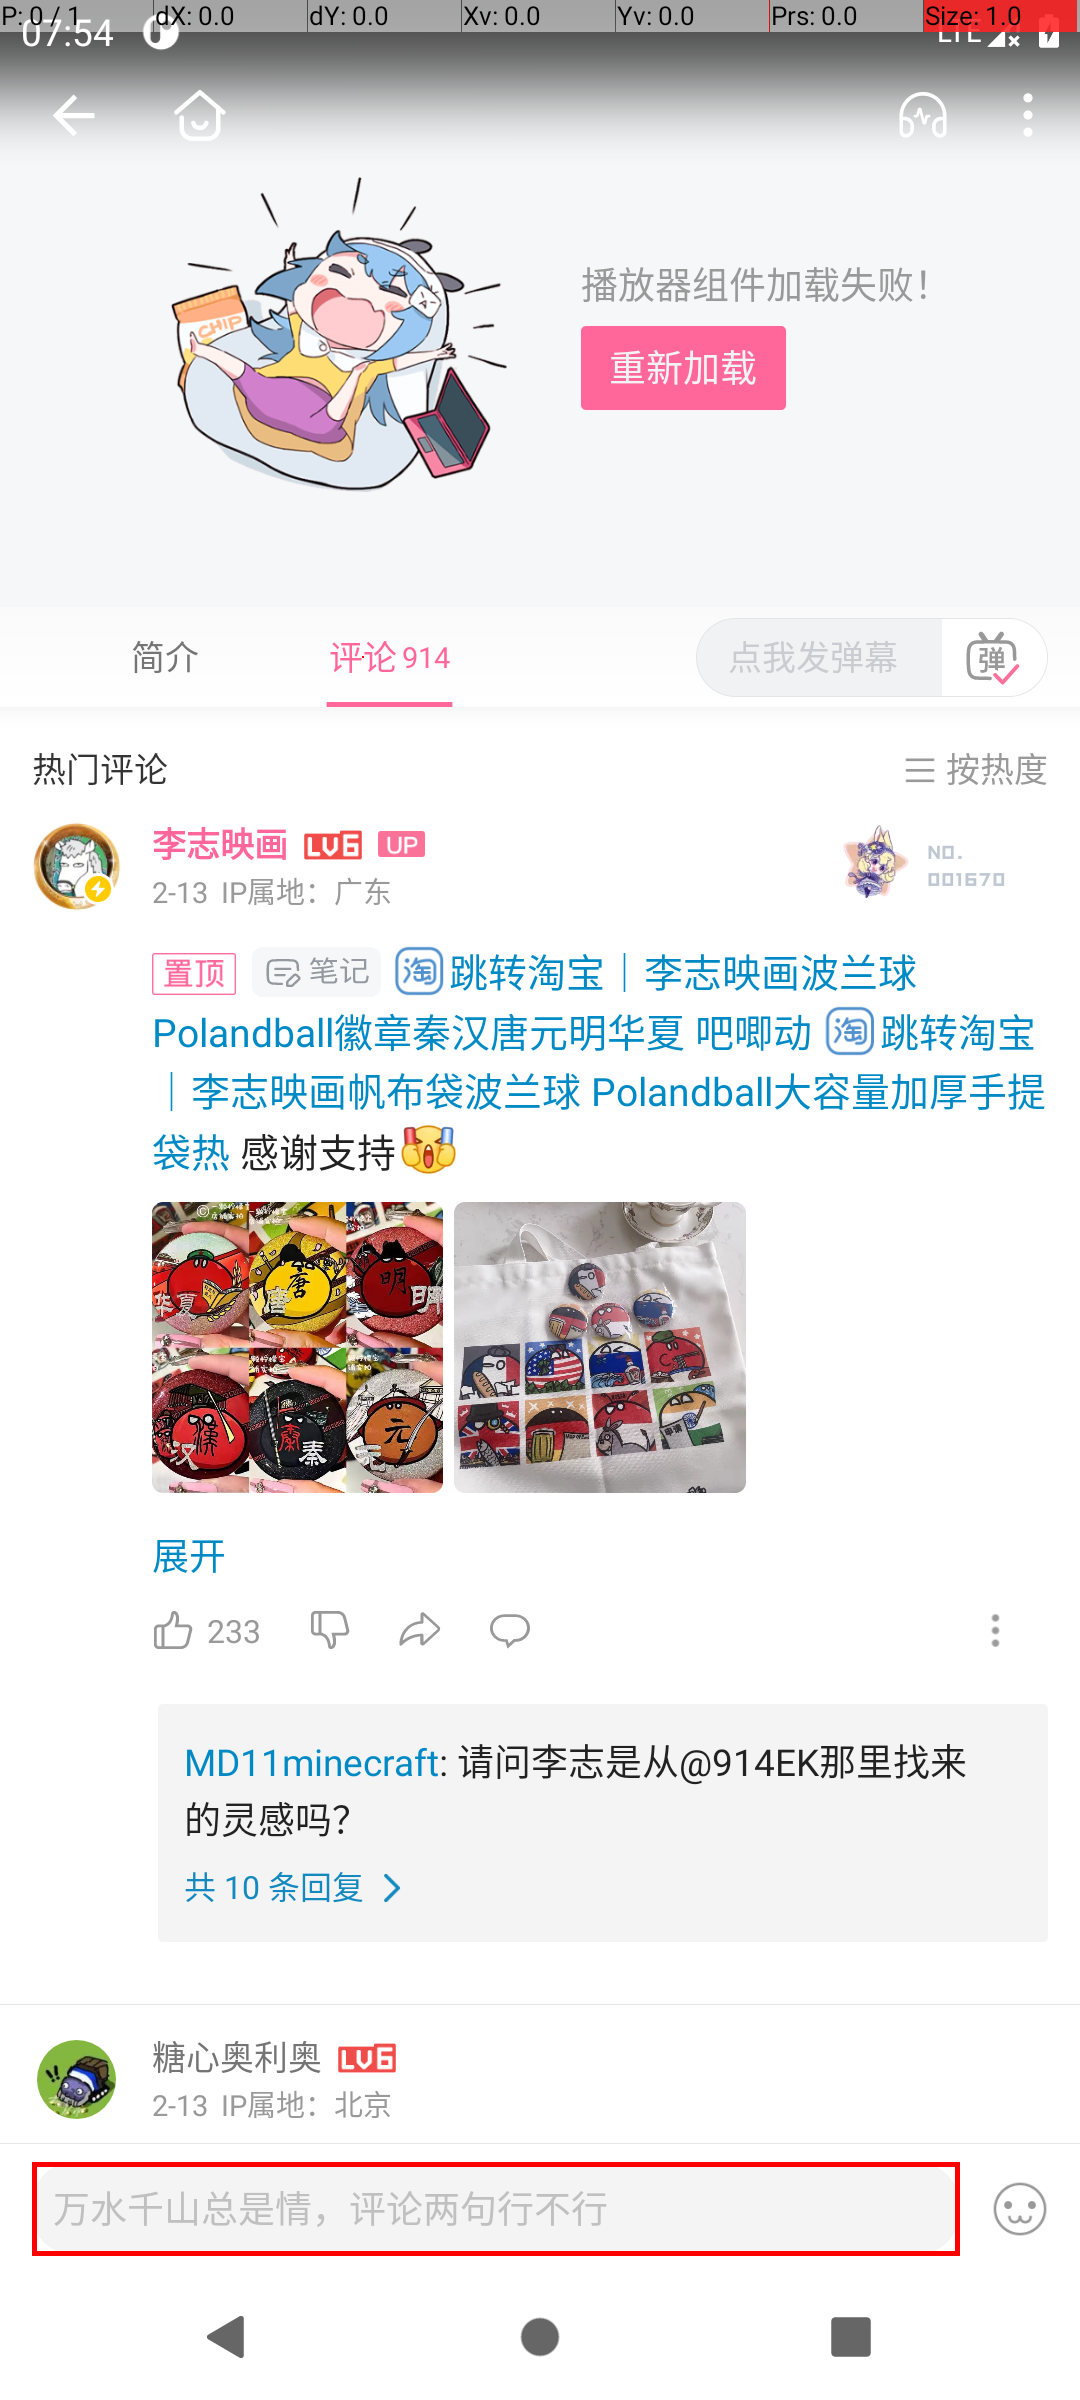 P: 0 / 1 dX: 0.0 dY: 0.0 Xv: 0.0 Yv: 0.0 Prs: 0.0 Size: 1.0
07:54 LTE
CHIP
播放器组件加载失败！
重新加载
简介 评论 914 点我发弹幕 弹
热门评论 按热度
李志映画 LV6 UP
NO.
001670
2-13 IP属地：广东
置顶 笔记 淘 跳转淘宝｜李志映画波兰球
Polandball徽章秦汉唐元明华夏 吧唧动 淘 跳转淘宝
｜李志映画帆布袋波兰球 Polandball大容量加厚手提
袋热 感谢支持
华夏 唐 唐 明 明
汉 漢 秦 元 元
展开
233
MD11minecraft: 请问李志是从@914EK那里找来
的灵感吗？
共 10 条回复
糖心奥利奥 LV6
2-13 IP属地：北京
万水千山总是情，评论两句行不行